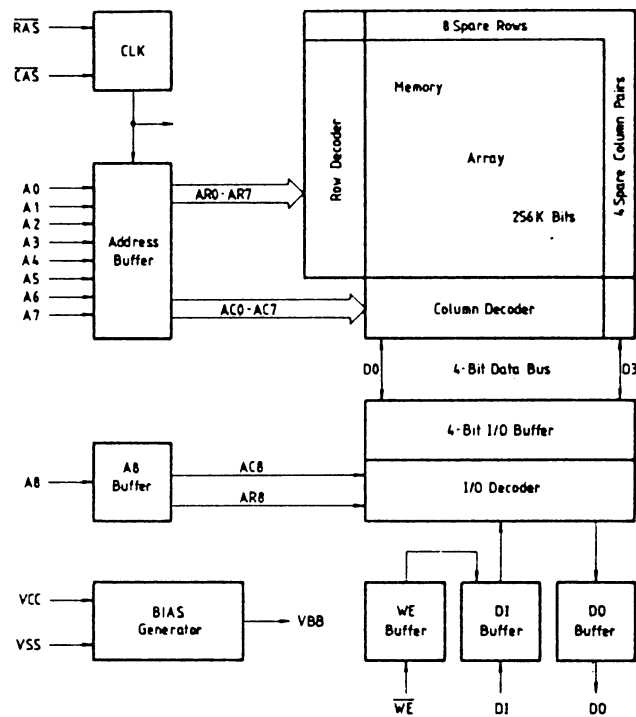 RAS
CAS
CLK
8 Spare Rows
Memory
Array
256K Bits
Row Decoder
4 Spare Column Pairs
A0
A1
A2
A3
A4
A5
A6
A7
Address
Buffer
AR0-AR7
AC0-AC7
Column Decoder
D0
4-Bit Data Bus
D3
4-Bit I/O Buffer
I/O Decoder
A8
A8
Buffer
AC8
AR8
VCC
VSS
BIAS
Generator
VBB
WE
Buffer
DI
Buffer
DO
Buffer
WE
DI
DO